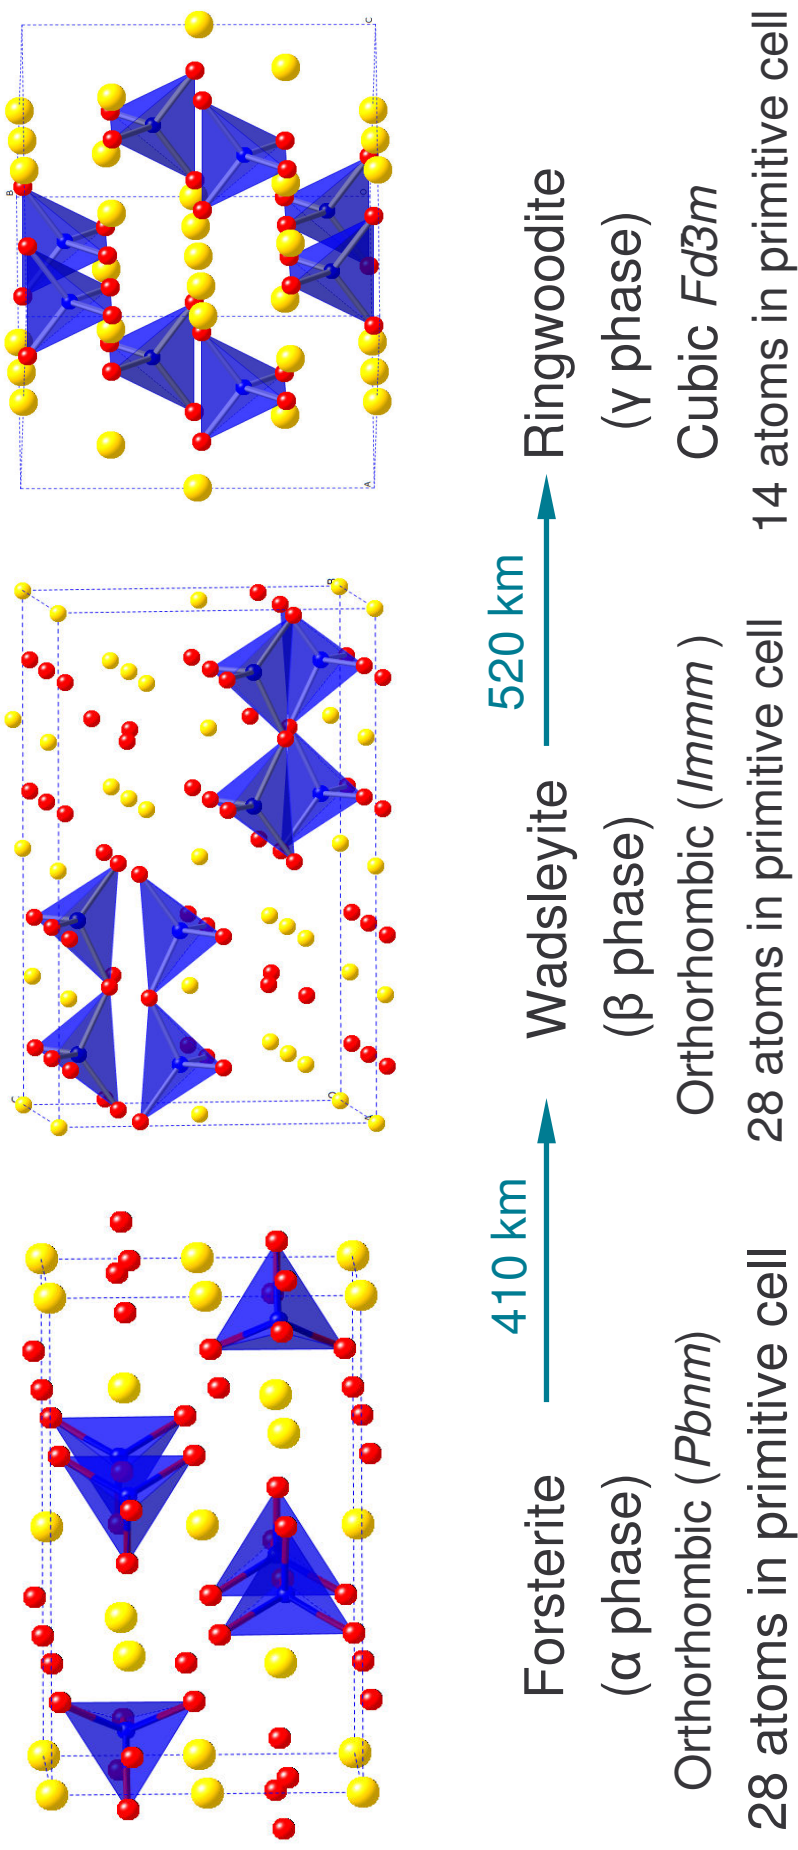 410 km
520 km
Forsterite
(α phase)
Orthorhombic (Pbnm)
28 atoms in primitive cell
Wadsleyite
(β phase)
Orthorhombic (Immm )
28 atoms in primitive cell
Ringwoodite
(γ phase)
Cubic Fd3̄m
14 atoms in primitive cell
C
B
A